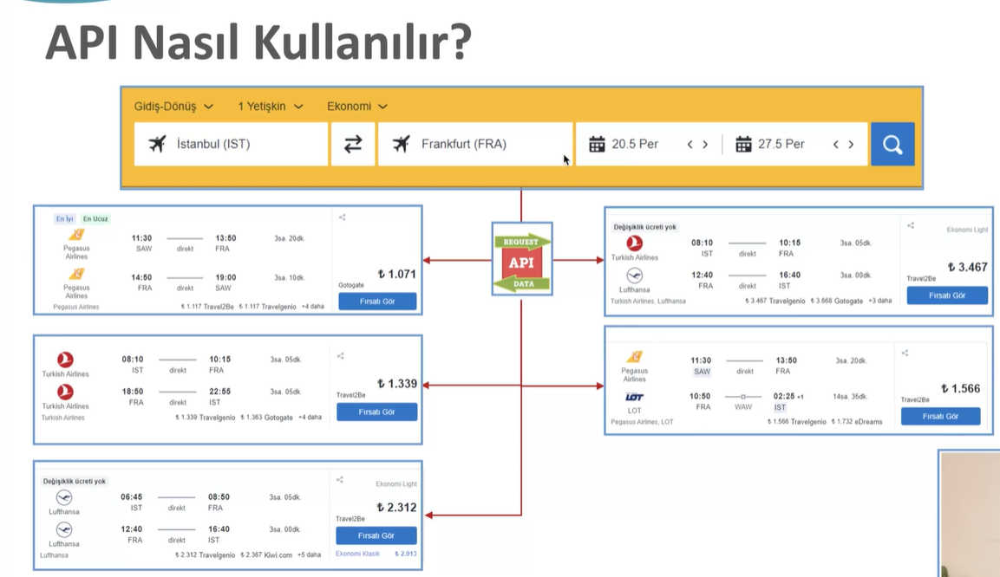 API Nasıl Kullanılır?
Gidiş-Dönüş 1 Yetişkin Ekonomi
İstanbul (IST) Frankfurt (FRA) 20.5 Per < > 27.5 Per < >
En İyi En Ucuz
Pegasus Airlines
11:30 13:50 3sa. 20dk.
SAW direkt FRA
Pegasus Airlines
14:50 19:00 3sa. 10dk.
FRA direkt SAW
₺ 1.071
Gotogate
Fırsatı Gör
Pegasus Airlines
₺ 1.117 Travel2Be ₺ 1.117 Travelgenio +4 daha
REQUEST
API
DATA
Değişiklik ücreti yok
Ekonomi Light
Turkish Airlines
08:10 10:15 3sa. 05dk.
IST direkt FRA
Lufthansa
12:40 16:40 3sa. 00dk.
FRA direkt IST
₺ 3.467
Travel2Be
Fırsatı Gör
Turkish Airlines, Lufthansa
₺ 3.467 Travelgenio ₺ 3.668 Gotogate +3 daha
Turkish Airlines
08:10 10:15 3sa. 05dk.
IST direkt FRA
Turkish Airlines
18:50 22:55 3sa. 05dk.
FRA direkt IST
₺ 1.339
Travel2Be
Fırsatı Gör
Turkish Airlines
₺ 1.339 Travelgenio ₺ 1.363 Gotogate +4 daha
Pegasus Airlines
11:30 13:50 3sa. 20dk.
SAW direkt FRA
LOT
LOT
10:50 02:25 +1 14sa. 35dk.
FRA WAW IST
₺ 1.566
Travel2Be
Fırsatı Gör
Pegasus Airlines, LOT
₺ 1.566 Travelgenio ₺ 1.732 eDreams
Değişiklik ücreti yok
Ekonomi Light
Lufthansa
06:45 08:50 3sa. 05dk.
IST direkt FRA
Lufthansa
12:40 16:40 3sa. 00dk.
FRA direkt IST
₺ 2.312
Travel2Be
Fırsatı Gör
Lufthansa
₺ 2.312 Travelgenio ₺ 2.367 Kiwi.com +5 daha
Ekonomi Klasik ₺ 2.913